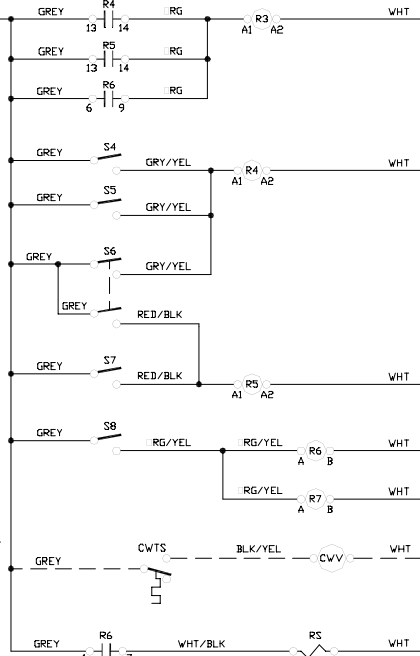 GREY R4 RG R3 WHT
13 14 A1 A2
GREY R5
13 14
GREY R6 RG
6 9
GREY S4
GRY/YEL R4 WHT
A1 A2
GREY S5
GRY/YEL
GREY S6
GRY/YEL
GREY
RED/BLK
GREY S7
RED/BLK R5 WHT
A1 A2
GREY S8
RG/YEL RG/YEL R6 WHT
A B
RG/YEL R7 WHT
A B
CWTS BLK/YEL CWV WHT
GREY
GREY R6 WHT/BLK RS WHT